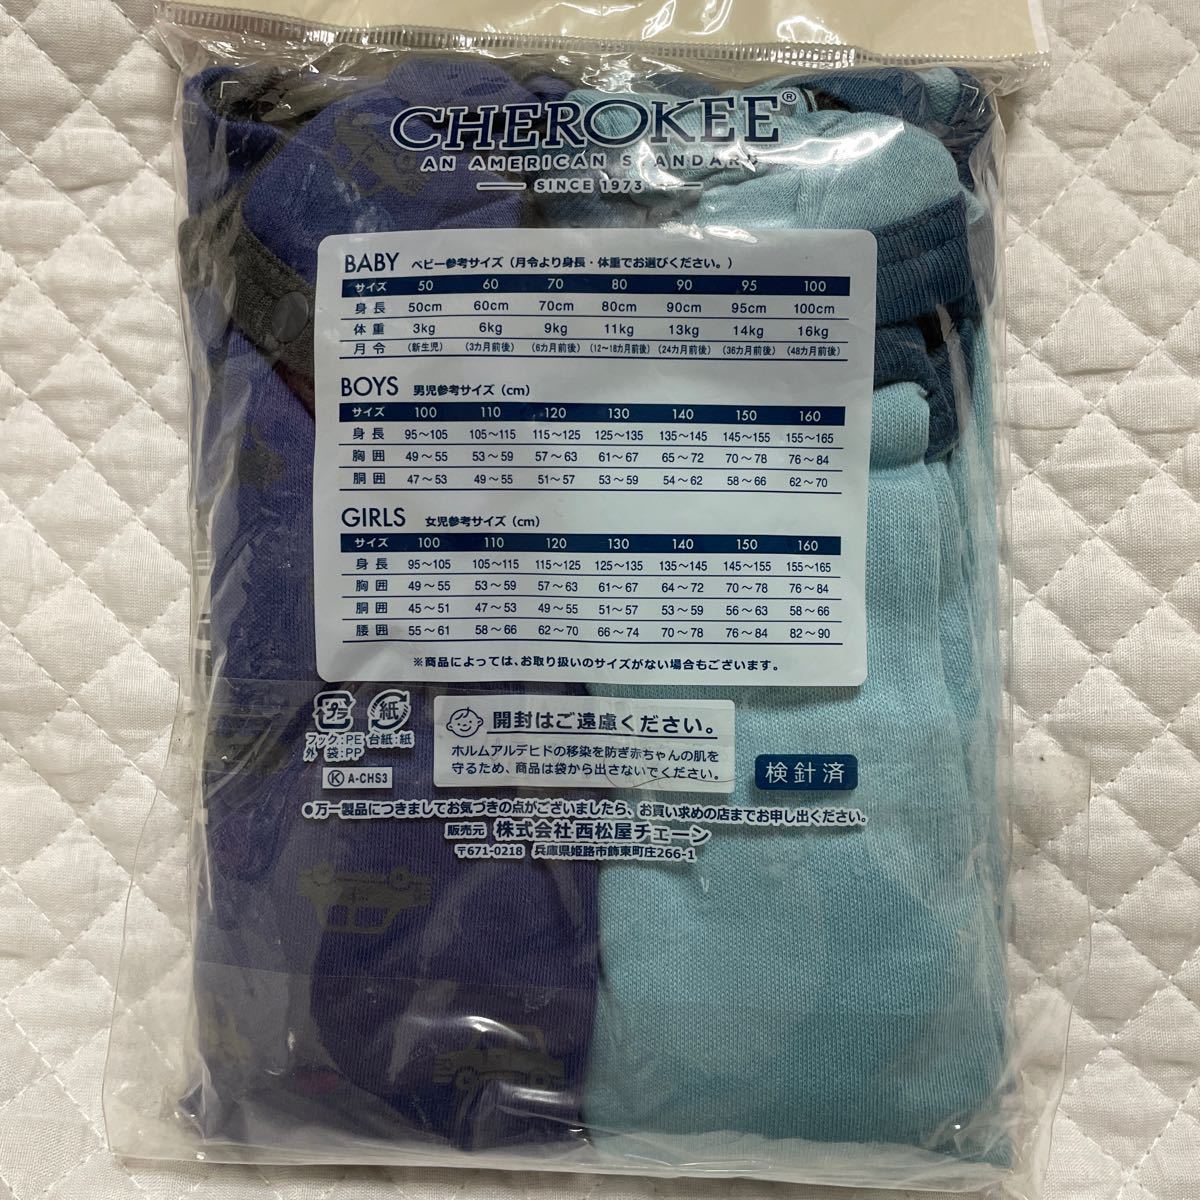 CHEROKEE®
AN AMERICAN STANDARD
SINCE 1973
BABY ベビー参考サイズ（月令より身長・体重でお選びください。）
サイズ 50 60 70 80 90 95 100
身長 50cm 60cm 70cm 80cm 90cm 95cm 100cm
体重 3kg 6kg 9kg 11kg 13kg 14kg 16kg
月令 （新生児） （3カ月前後） （6カ月前後） （12〜18カ月前後） （24カ月前後） （36カ月前後） （48カ月前後）
BOYS 男児参考サイズ（cm）
サイズ 100 110 120 130 140 150 160
身長 95〜105 105〜115 115〜125 125〜135 135〜145 145〜155 155〜165
胸囲 49〜55 53〜59 57〜63 61〜67 65〜72 70〜78 76〜84
胴囲 47〜53 49〜55 51〜57 53〜59 54〜62 58〜66 62〜70
GIRLS 女児参考サイズ（cm）
サイズ 100 110 120 130 140 150 160
身長 95〜105 105〜115 115〜125 125〜135 135〜145 145〜155 155〜165
胸囲 49〜55 53〜59 57〜63 61〜67 64〜72 70〜78 76〜84
胴囲 45〜51 47〜53 49〜55 51〜57 53〜59 56〜63 58〜66
腰囲 55〜61 58〜66 62〜70 66〜74 70〜78 76〜84 82〜90
※商品によっては、お取り扱いのサイズがない場合もございます。
プラ 紙
フック:PE 台紙:紙
外袋:PP
Ⓚ A-CHS3
開封はご遠慮ください。
ホルムアルデヒドの移染を防ぎ赤ちゃんの肌を
守るため、商品は袋から出さないでください。
検針済
●万一製品につきましてお気づきの点がございましたら、お買い求めの店までお申し出ください。
販売元 株式会社西松屋チェーン
〒671-0218 兵庫県姫路市飾東町庄266-1